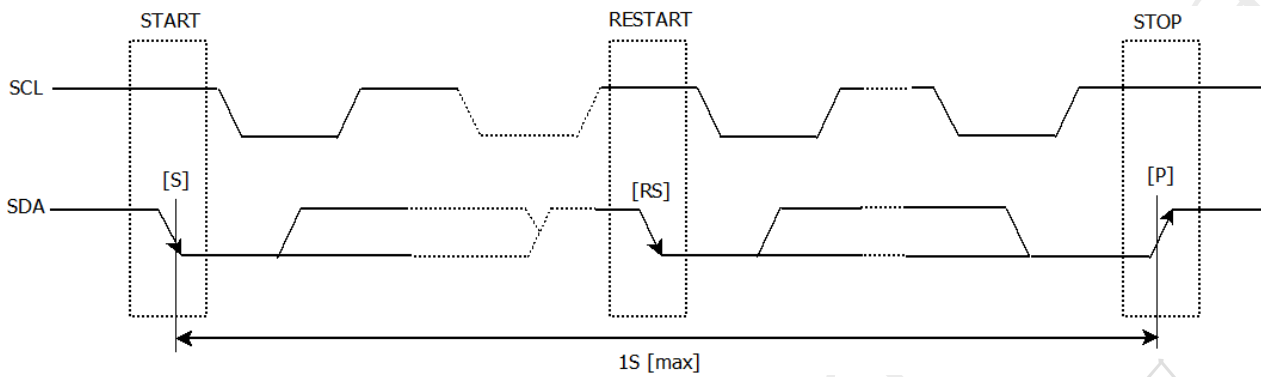 START RESTART STOP
SCL
[S] [RS] [P]
SDA
1S [max]